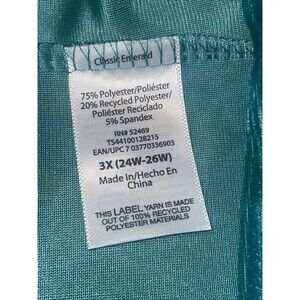 Classic Emerald
75% Polyester/Poliéster
20% Recycled Polyester/
Poliéster Reciclado
5% Spandex
RN# 52469
TS44100128215
EAN/UPC 7 03770336903
3X (24W-26W)
Made In/Hecho En
China
THIS LABEL YARN IS MADE
OUT OF 100% RECYCLED
POLYESTER MATERIALS